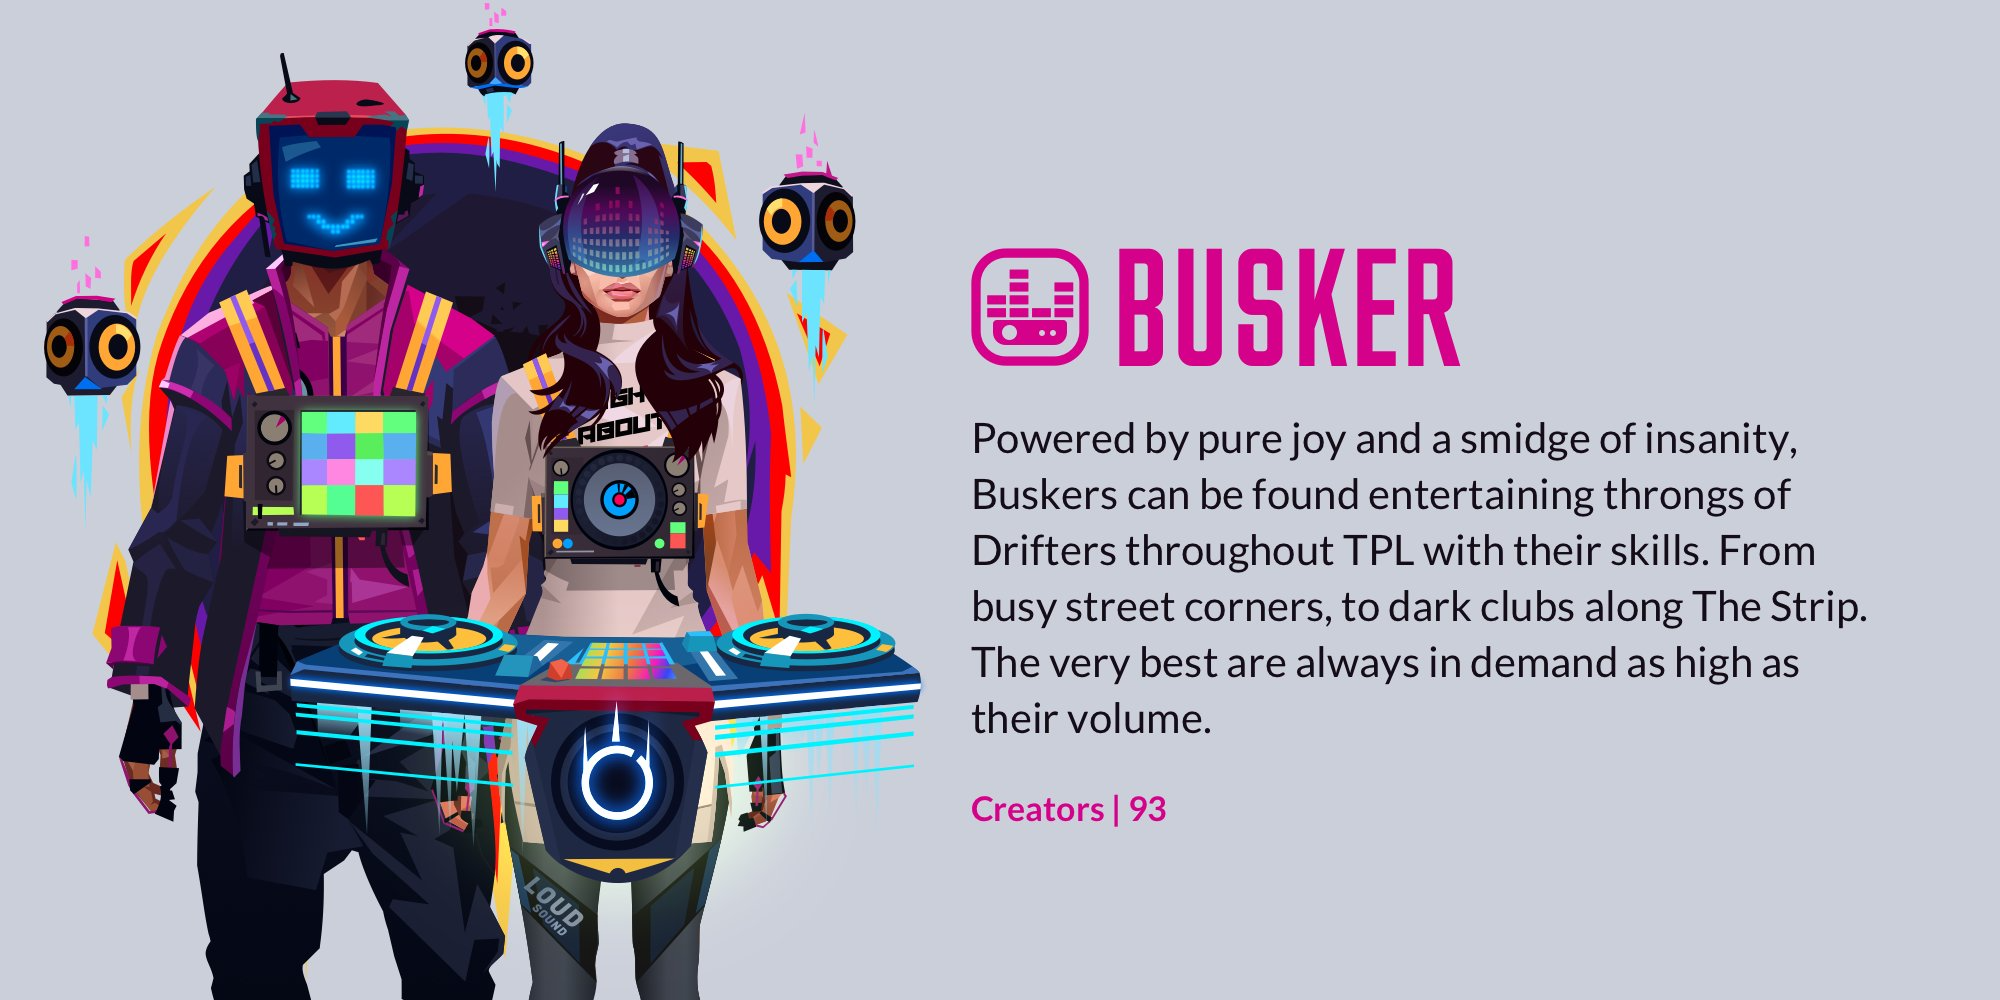 BUSKER
Powered by pure joy and a smidge of insanity,
Buskers can be found entertaining throngs of
Drifters throughout TPL with their skills. From
busy street corners, to dark clubs along The Strip.
The very best are always in demand as high as
their volume.
Creators | 93
ABOUT
LOUD
SOUND